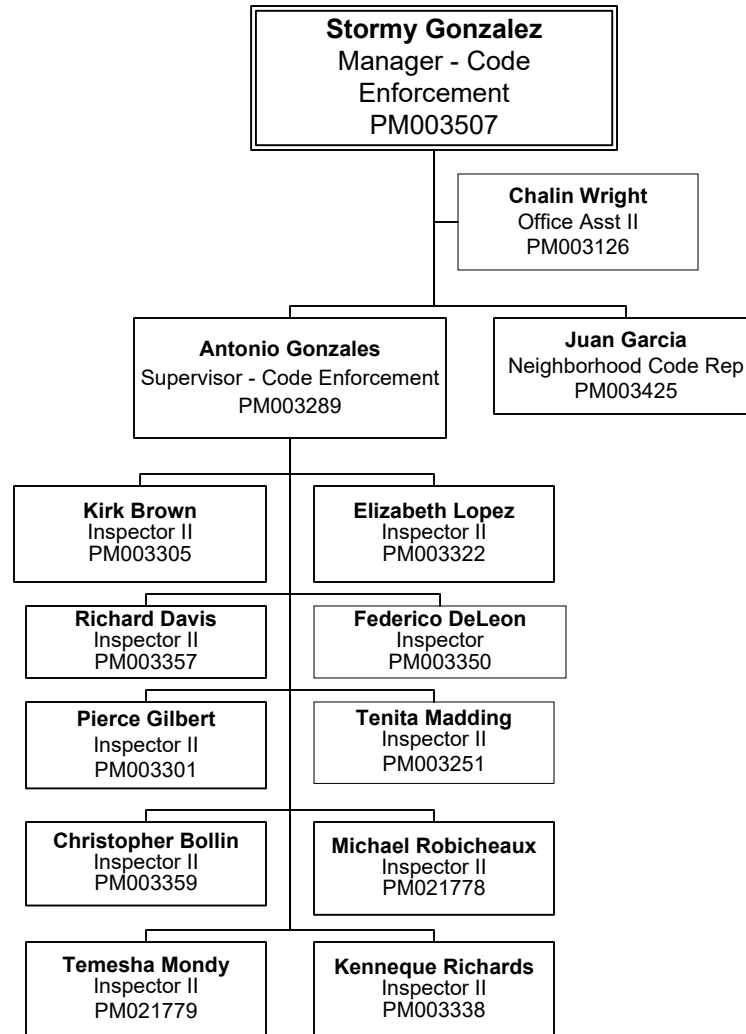 Stormy Gonzalez
Manager - Code
Enforcement
PM003507
Chalin Wright
Office Asst II
PM003126
Antonio Gonzales
Supervisor - Code Enforcement
PM003289
Juan Garcia
Neighborhood Code Rep
PM003425
Kirk Brown
Inspector II
PM003305
Elizabeth Lopez
Inspector II
PM003322
Richard Davis
Inspector II
PM003357
Federico DeLeon
Inspector
PM003350
Pierce Gilbert
Inspector II
PM003301
Tenita Madding
Inspector II
PM003251
Christopher Bollin
Inspector II
PM003359
Michael Robicheaux
Inspector II
PM021778
Temesha Mondy
Inspector II
PM021779
Kenneque Richards
Inspector II
PM003338